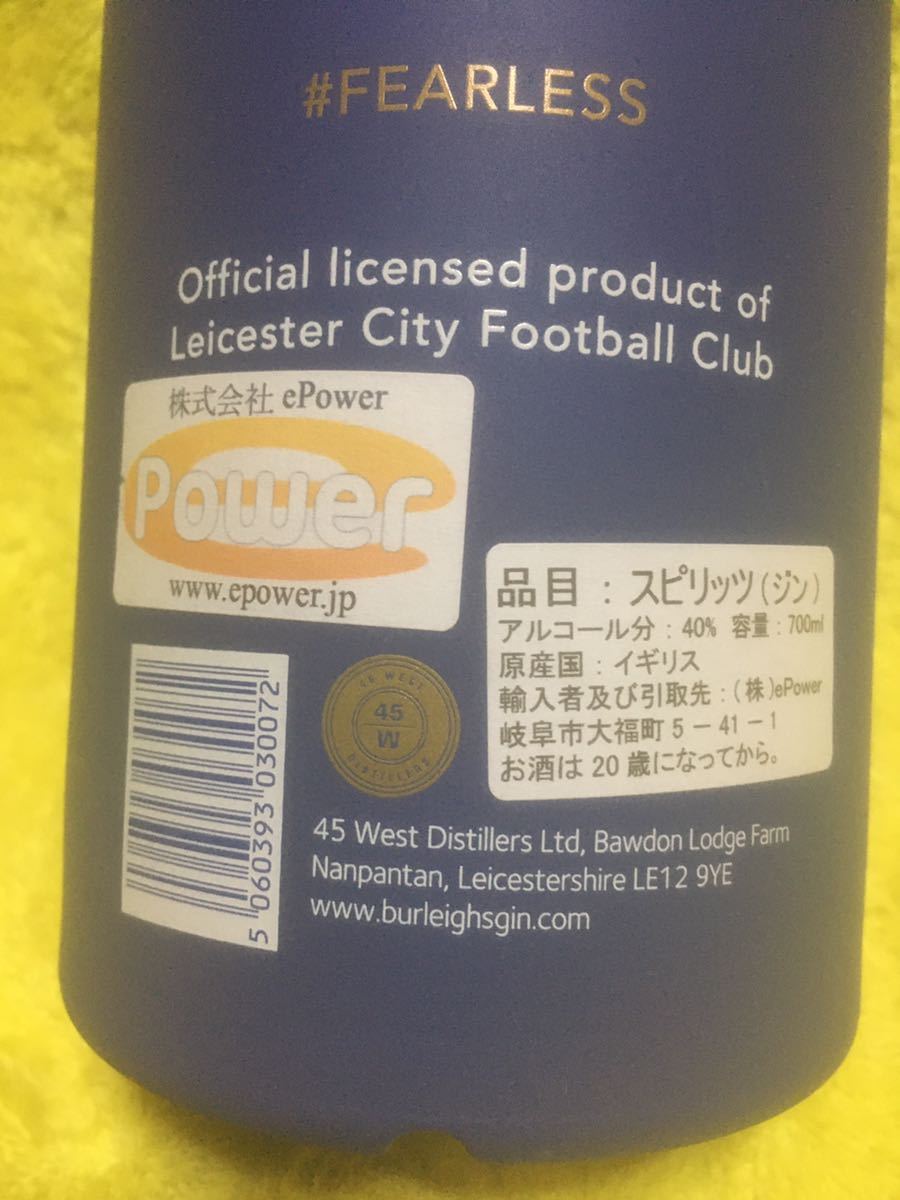 #FEARLESS
Official licensed product of
Leicester City Football Club
株式会社 ePower
Power
www.epower.jp
品目 : スピリッツ(ジン)
アルコール分 : 40% 容量 : 700ml
原産国 : イギリス
輸入者及び引取先 : (株)ePower
岐阜市大福町 5 - 41 - 1
お酒は 20 歳になってから。
5 060393 030072
45 WEST
45
W
DISTILLERS
45 West Distillers Ltd, Bawdon Lodge Farm
Nanpantan, Leicestershire LE12 9YE
www.burleighsgin.com